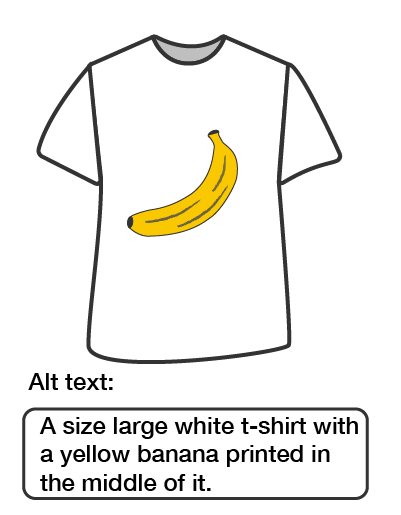 Alt text:
A size large white t-shirt with
a yellow banana printed in
the middle of it.